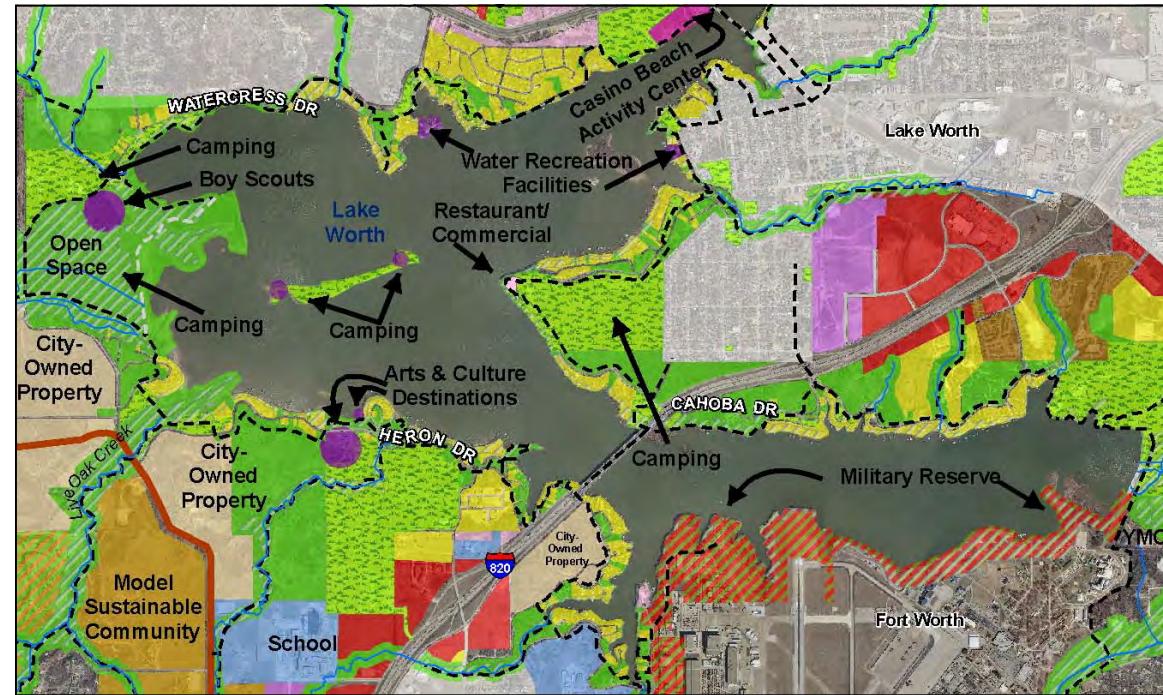 Casino Beach
Activity Center
WATERCRESS DR
Lake Worth
Camping
Water Recreation
Facilities
Boy Scouts
Lake
Worth
Restaurant/
Commercial
Open
Space
Camping
Camping
City-
Owned
Property
Arts & Culture
Destinations
CAHOBA DR
HERON DR
City-
Owned
Property
Camping
Live Oak Creek
Military Reserve
City-
Owned
Property
YMC
820
Model
Sustainable
Community
Fort Worth
School